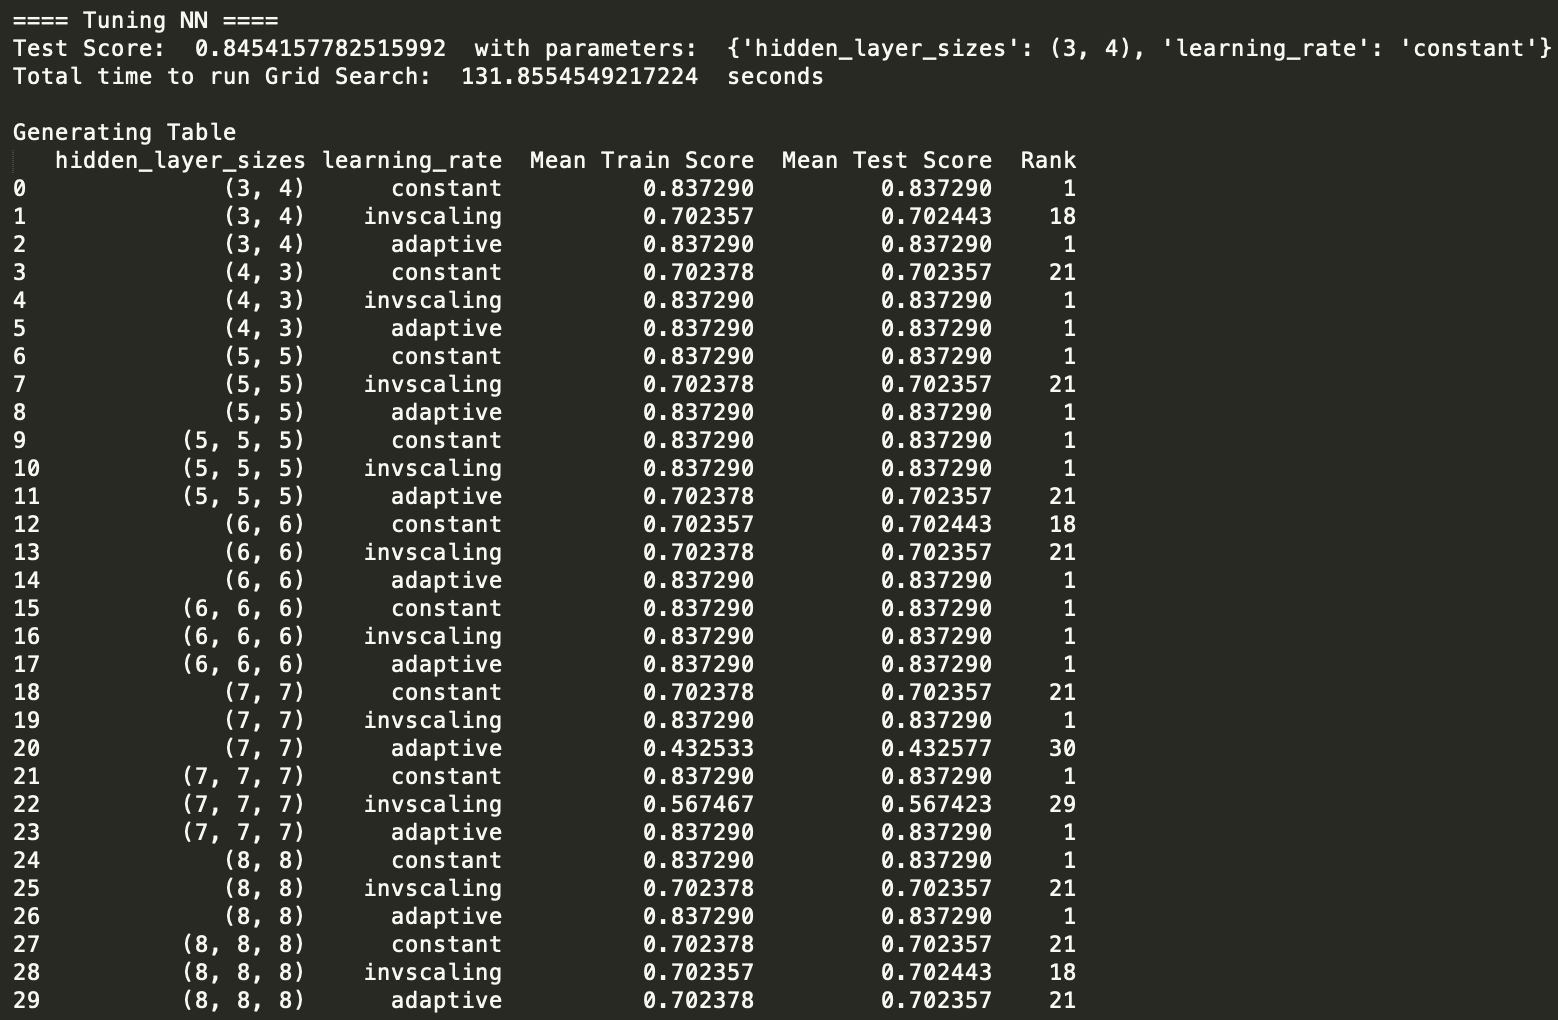 ==== Tuning NN ====
Test Score:  0.8454157782515992  with parameters:  {'hidden_layer_sizes': (3, 4), 'learning_rate': 'constant'}
Total time to run Grid Search:  131.8554549217224  seconds
Generating Table
hidden_layer_sizes learning_rate  Mean Train Score  Mean Test Score  Rank
0 (3, 4) constant 0.837290 0.837290 1
1 (3, 4) invscaling 0.702357 0.702443 18
2 (3, 4) adaptive 0.837290 0.837290 1
3 (4, 3) constant 0.702378 0.702357 21
4 (4, 3) invscaling 0.837290 0.837290 1
5 (4, 3) adaptive 0.837290 0.837290 1
6 (5, 5) constant 0.837290 0.837290 1
7 (5, 5) invscaling 0.702378 0.702357 21
8 (5, 5) adaptive 0.837290 0.837290 1
9 (5, 5, 5) constant 0.837290 0.837290 1
10 (5, 5, 5) invscaling 0.837290 0.837290 1
11 (5, 5, 5) adaptive 0.702378 0.702357 21
12 (6, 6) constant 0.702357 0.702443 18
13 (6, 6) invscaling 0.702378 0.702357 21
14 (6, 6) adaptive 0.837290 0.837290 1
15 (6, 6, 6) constant 0.837290 0.837290 1
16 (6, 6, 6) invscaling 0.837290 0.837290 1
17 (6, 6, 6) adaptive 0.837290 0.837290 1
18 (7, 7) constant 0.702378 0.702357 21
19 (7, 7) invscaling 0.837290 0.837290 1
20 (7, 7) adaptive 0.432533 0.432577 30
21 (7, 7, 7) constant 0.837290 0.837290 1
22 (7, 7, 7) invscaling 0.567467 0.567423 29
23 (7, 7, 7) adaptive 0.837290 0.837290 1
24 (8, 8) constant 0.837290 0.837290 1
25 (8, 8) invscaling 0.702378 0.702357 21
26 (8, 8) adaptive 0.837290 0.837290 1
27 (8, 8, 8) constant 0.702378 0.702357 21
28 (8, 8, 8) invscaling 0.702357 0.702443 18
29 (8, 8, 8) adaptive 0.702378 0.702357 21